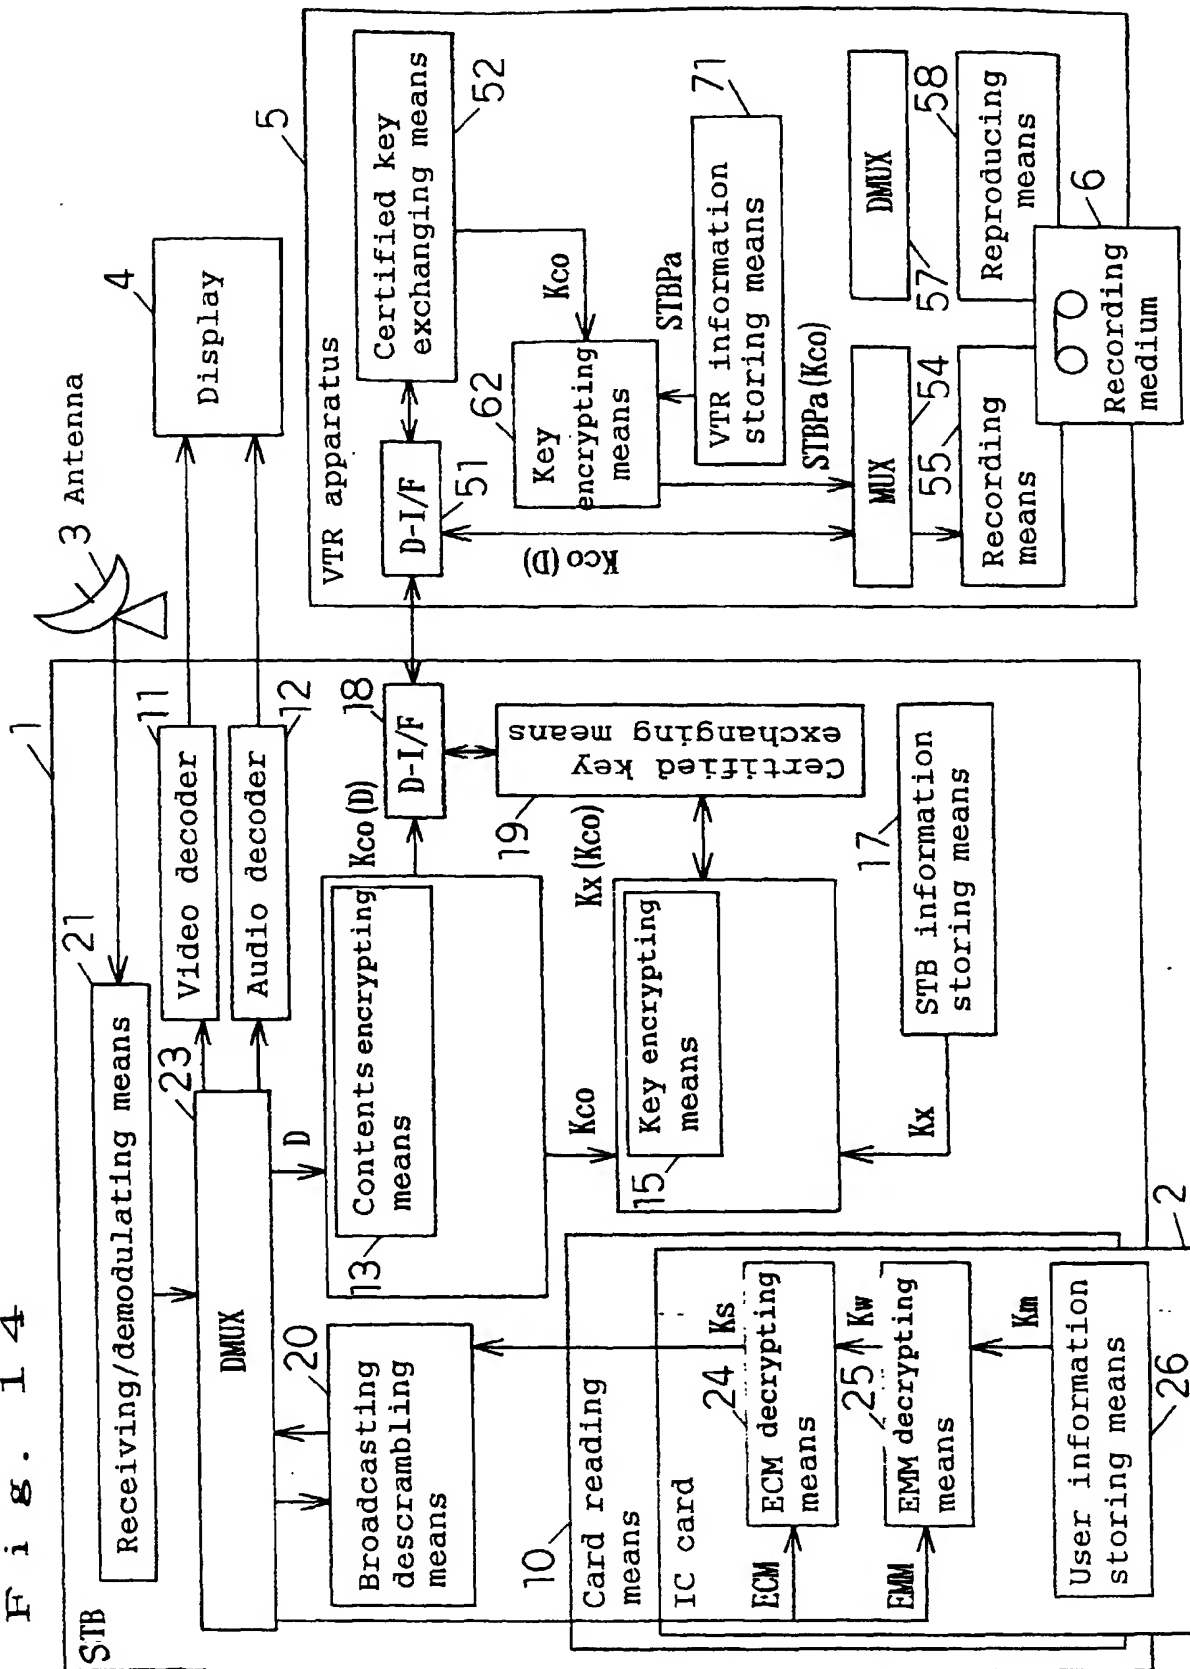 Fig. 14
STB
1
3
Antenna
4
Display
21
Receiving/demodulating means
11
Video decoder
12
Audio decoder
23
DMUX
D
Contents encrypting
means
13
Kco (D)
18
D-I/F
Certified key
exchanging means
19
Kx (Kco)
Kco
Key encrypting
means
15
Kx
17
STB information
storing means
20
Broadcasting
descrambling
means
10
Card reading
means
2
IC card
Ks
24
ECM decrypting
means
ECM
Kw
25
EMM decrypting
means
EMM
Km
User information
storing means
26
5
VTR apparatus
Certified key
exchanging means
52
D-I/F
51
Kco
62
Key
encrypting
means
STBPa
71
VTR information
storing means
Kco (D)
STBPa (Kco)
MUX
54
DMUX
57
55
Recording
means
58
Reproducing
means
6
Recording
medium